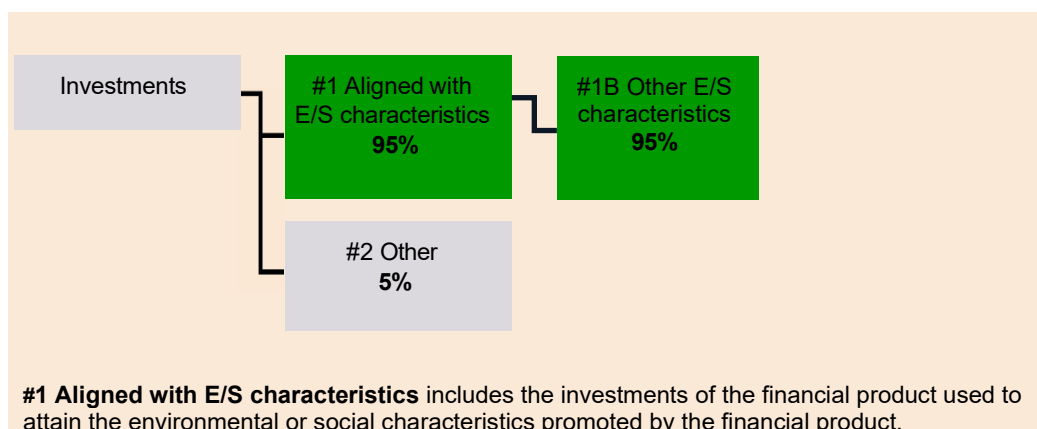 Investments
#1 Aligned with
E/S characteristics
95%
#1B Other E/S
characteristics
95%
#2 Other
5%
#1 Aligned with E/S characteristics includes the investments of the financial product used to
attain the environmental or social characteristics promoted by the financial product.